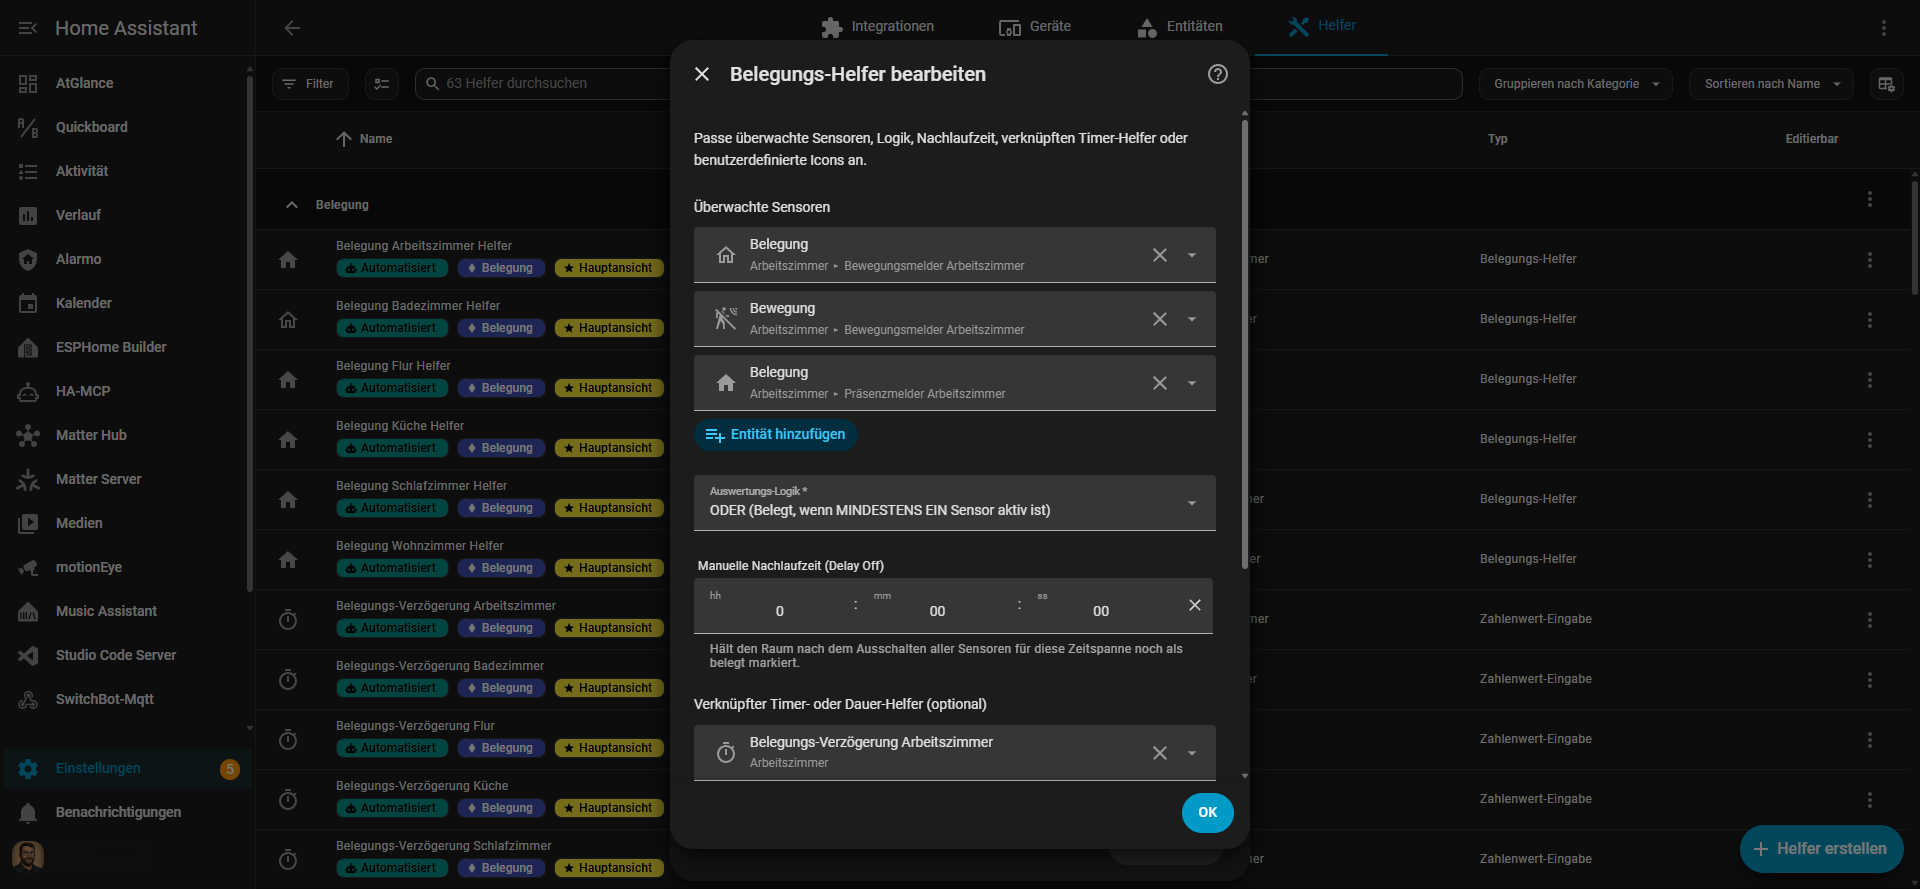 Home Assistant
Integrationen
Geräte
Entitäten
Helfer
AtGlance
Quickboard
Aktivität
Verlauf
Alarmo
Kalender
ESPHome Builder
HA-MCP
Matter Hub
Matter Server
Medien
motionEye
Music Assistant
Studio Code Server
SwitchBot-Mqtt
Einstellungen 5
Benachrichtigungen
Filter
63 Helfer durchsuchen
Gruppieren nach Kategorie
Sortieren nach Name
Name
Typ
Editierbar
Belegung
Belegung Arbeitszimmer Helfer
Automatisiert Belegung Hauptansicht
Belegungs-Helfer
Belegung Badezimmer Helfer
Automatisiert Belegung Hauptansicht
Belegungs-Helfer
Belegung Flur Helfer
Automatisiert Belegung Hauptansicht
Belegungs-Helfer
Belegung Küche Helfer
Automatisiert Belegung Hauptansicht
Belegungs-Helfer
Belegung Schlafzimmer Helfer
Automatisiert Belegung Hauptansicht
Belegungs-Helfer
Belegung Wohnzimmer Helfer
Automatisiert Belegung Hauptansicht
Belegungs-Helfer
Belegungs-Verzögerung Arbeitszimmer
Automatisiert Belegung Hauptansicht
Zahlenwert-Eingabe
Belegungs-Verzögerung Badezimmer
Automatisiert Belegung Hauptansicht
Zahlenwert-Eingabe
Belegungs-Verzögerung Flur
Automatisiert Belegung Hauptansicht
Zahlenwert-Eingabe
Belegungs-Verzögerung Küche
Automatisiert Belegung Hauptansicht
Zahlenwert-Eingabe
Belegungs-Verzögerung Schlafzimmer
Automatisiert Belegung Hauptansicht
Zahlenwert-Eingabe
Helfer erstellen
Belegungs-Helfer bearbeiten
Passe überwachte Sensoren, Logik, Nachlaufzeit, verknüpften Timer-Helfer oder
benutzerdefinierte Icons an.
Überwachte Sensoren
Belegung
Arbeitszimmer ▸ Bewegungsmelder Arbeitszimmer
Bewegung
Arbeitszimmer ▸ Bewegungsmelder Arbeitszimmer
Belegung
Arbeitszimmer ▸ Präsenzmelder Arbeitszimmer
Entität hinzufügen
Auswertungs-Logik *
ODER (Belegt, wenn MINDESTENS EIN Sensor aktiv ist)
Manuelle Nachlaufzeit (Delay Off)
hh mm ss
0 : 00 : 00
Hält den Raum nach dem Ausschalten aller Sensoren für diese Zeitspanne noch als
belegt markiert.
Verknüpfter Timer- oder Dauer-Helfer (optional)
Belegungs-Verzögerung Arbeitszimmer
Arbeitszimmer
OK